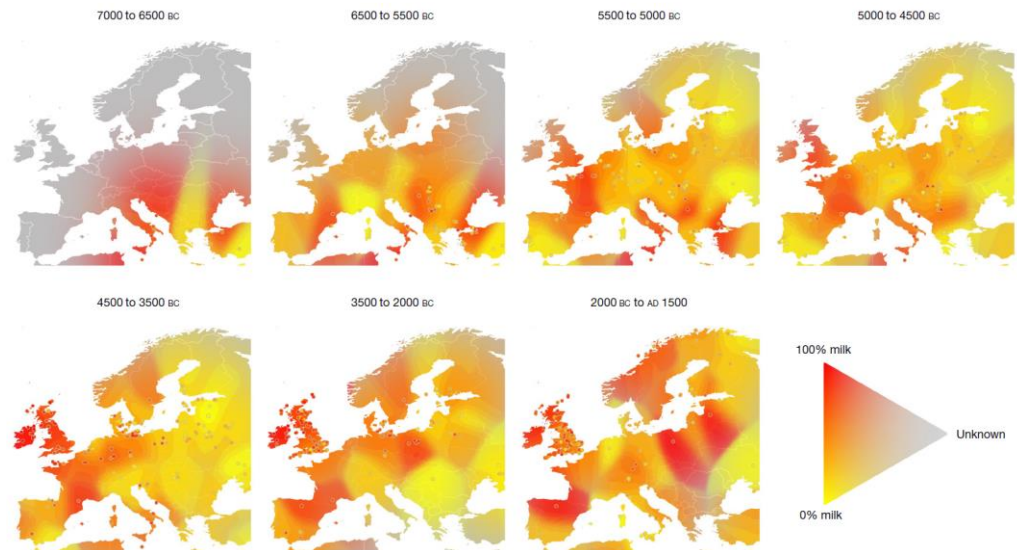 7000 to 6500 BC
6500 to 5500 BC
5500 to 5000 BC
5000 to 4500 BC
4500 to 3500 BC
3500 to 2000 BC
2000 BC to AD 1500
100% milk
Unknown
0% milk